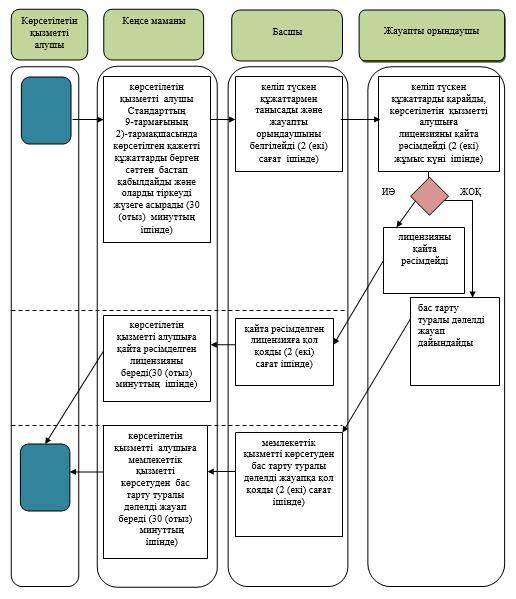 Көрсетілетін
қызметті
алушы
Кеңсе маманы
Басшы
Жауапты орындаушы
көрсетілетін
қызметті алушы
Стандарттың
9-тармағының
2)-тармақшасында
көрсетілген қажетті
құжаттарды берген
сәттен бастап
қабылдайды және
оларды тіркеуді
жүзеге асырады (30
(отыз) минуттың
ішінде)
келіп түскен
құжаттармен
танысады және
жауапты
орындаушыны
белгілейді (2 (екі)
сағат ішінде)
келіп түскен
құжаттарды қарайды,
көрсетілетін қызметті
алушыға
лицензияны қайта
рәсімдейді (2 (екі)
жұмыс күні ішінде)
ИӘ
ЖОҚ
лицензияны
қайта
рәсімдейді
бас тарту
туралы дәлелді
жауап
дайындайды
көрсетілетін
қызметті алушыға
қайта рәсімделген
лицензияны
береді(30 (отыз)
минуттың ішінде)
қайта рәсімделген
лицензияға қол
қояды (2 (екі)
сағат ішінде)
көрсетілетін
қызметті алушыға
мемлекеттік
қызметті
көрсетуден бас
тарту туралы
дәлелді жауап
береді (30 (отыз)
минуттың
ішінде)
мемлекеттік
қызметті көрсетуден
бас тарту туралы
дәлелді жауапқа қол
қояды (2 (екі) сағат
ішінде)